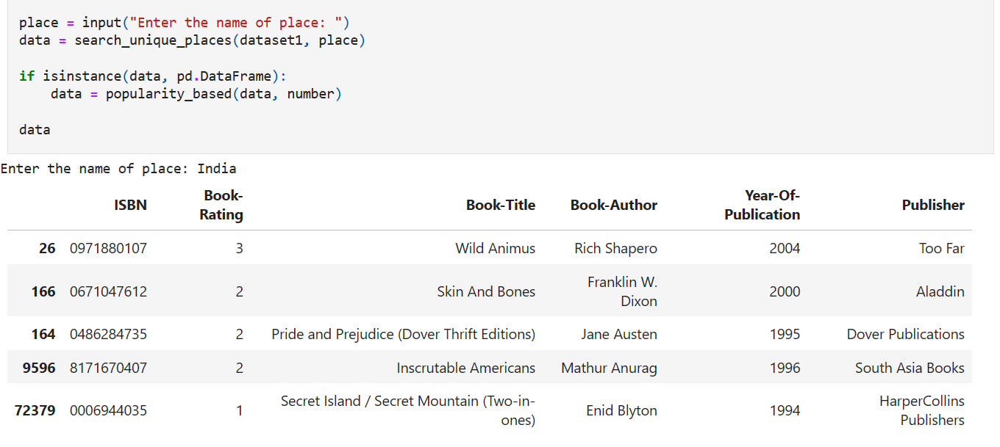 place = input("Enter the name of place: ")
data = search_unique_places(dataset1, place)
if isinstance(data, pd.DataFrame):
    data = popularity_based(data, number)
data
Enter the name of place: India
ISBN Book-Rating Book-Title Book-Author Year-Of-Publication Publisher
26 0971880107 3 Wild Animus Rich Shapero 2004 Too Far
166 0671047612 2 Skin And Bones Franklin W. Dixon 2000 Aladdin
164 0486284735 2 Pride and Prejudice (Dover Thrift Editions) Jane Austen 1995 Dover Publications
9596 8171670407 2 Inscrutable Americans Mathur Anurag 1996 South Asia Books
72379 0006944035 1 Secret Island / Secret Mountain (Two-in-ones) Enid Blyton 1994 HarperCollins Publishers